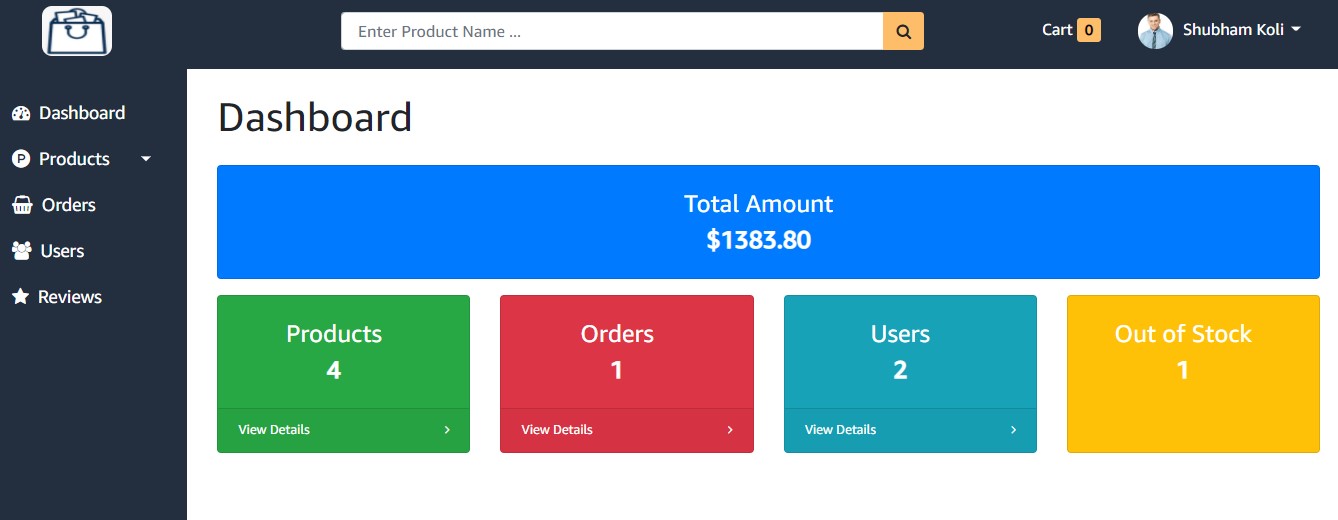 Enter Product Name ...
Cart 0
Shubham Koli
Dashboard
Products
Orders
Users
Reviews
Dashboard
Total Amount
$1383.80
Products
4
View Details
Orders
1
View Details
Users
2
View Details
Out of Stock
1